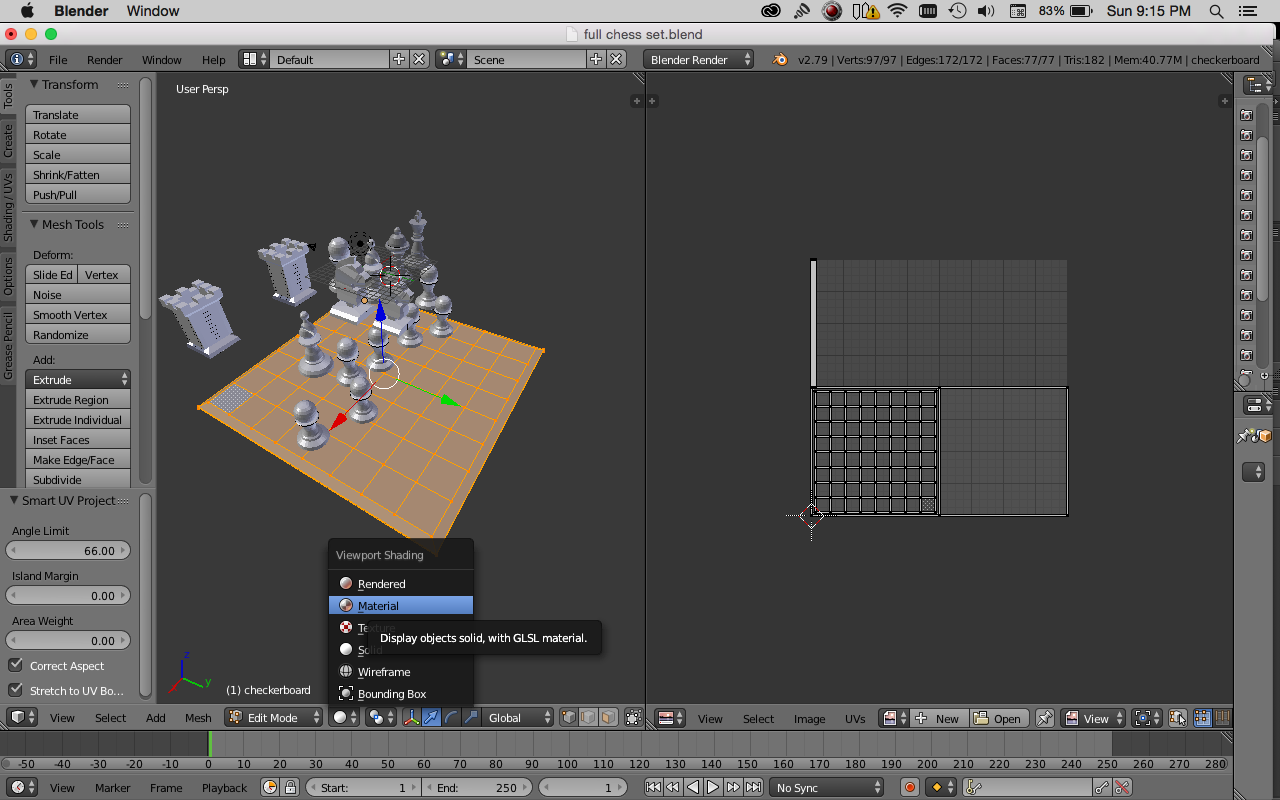 Blender Window 83% Sun 9:15 PM
full chess set.blend
File Render Window Help Default Scene Blender Render v2.79 | Verts:97/97 | Edges:172/172 | Faces:77/77 | Tris:182 | Mem:40.77M | checkerboard
Tools
Create
Shading / UVs
Options
Grease Pencil
Transform
Translate
Rotate
Scale
Shrink/Fatten
Push/Pull
Mesh Tools
Deform:
Slide Ed Vertex
Noise
Smooth Vertex
Randomize
Add:
Extrude
Extrude Region
Extrude Individual
Inset Faces
Make Edge/Face
Subdivide
Smart UV Project
Angle Limit
66.00
Island Margin
0.00
Area Weight
0.00
Correct Aspect
Stretch to UV Bo...
User Persp
z
y
(1) checkerboard
Viewport Shading
Rendered
Material
Display objects solid, with GLSL material.
Wireframe
Bounding Box
View Select Add Mesh Edit Mode Global
View Select Image UVs New Open View
-50 -40 -30 -20 -10 0 10 20 30 40 50 60 70 80 90 100 110 120 130 140 150 160 170 180 190 200 210 220 230 240 250 260 270 280
View Marker Frame Playback Start: 1 End: 250 1 No Sync